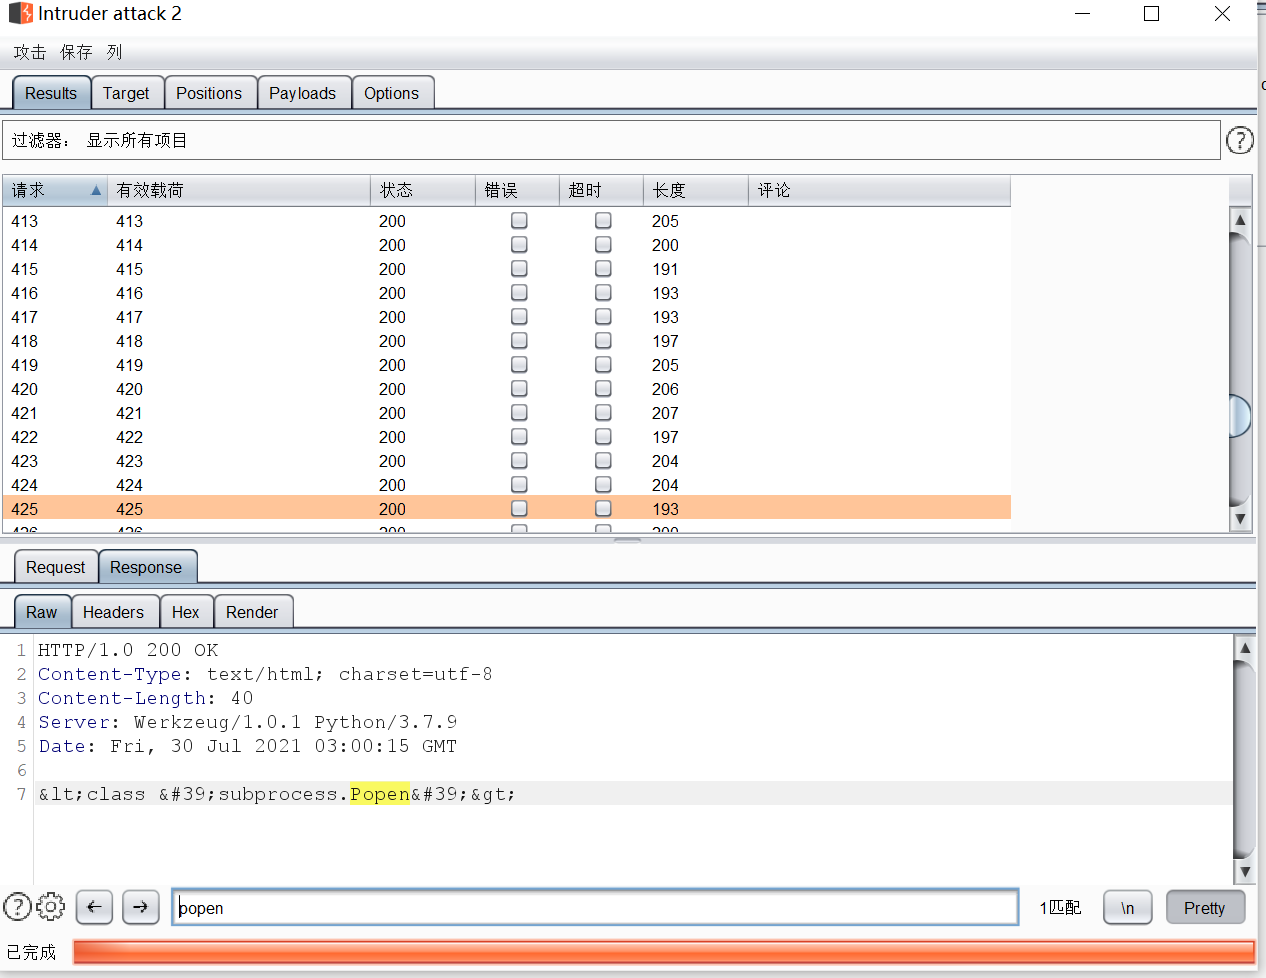 Intruder attack 2
攻击 保存 列
Results Target Positions Payloads Options
过滤器： 显示所有项目
请求 有效载荷 状态 错误 超时 长度 评论
413 413 200 205
414 414 200 200
415 415 200 191
416 416 200 193
417 417 200 193
418 418 200 197
419 419 200 205
420 420 200 206
421 421 200 207
422 422 200 197
423 423 200 204
424 424 200 204
425 425 200 193
426 426 200 200
Request Response
Raw Headers Hex Render
1 HTTP/1.0 200 OK
2 Content-Type: text/html; charset=utf-8
3 Content-Length: 40
4 Server: Werkzeug/1.0.1 Python/3.7.9
5 Date: Fri, 30 Jul 2021 03:00:15 GMT
6
7 &lt;class &#39;subprocess.Popen&#39;&gt;
popen 1匹配 \n Pretty
已完成